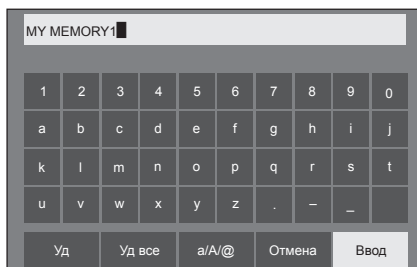 MY MEMORY1
1 2 3 4 5 6 7 8 9 0
a b c d e f g h i j
k l m n o p q r s t
u v w x y z . – _
Уд Уд все a/A/@ Отмена Ввод